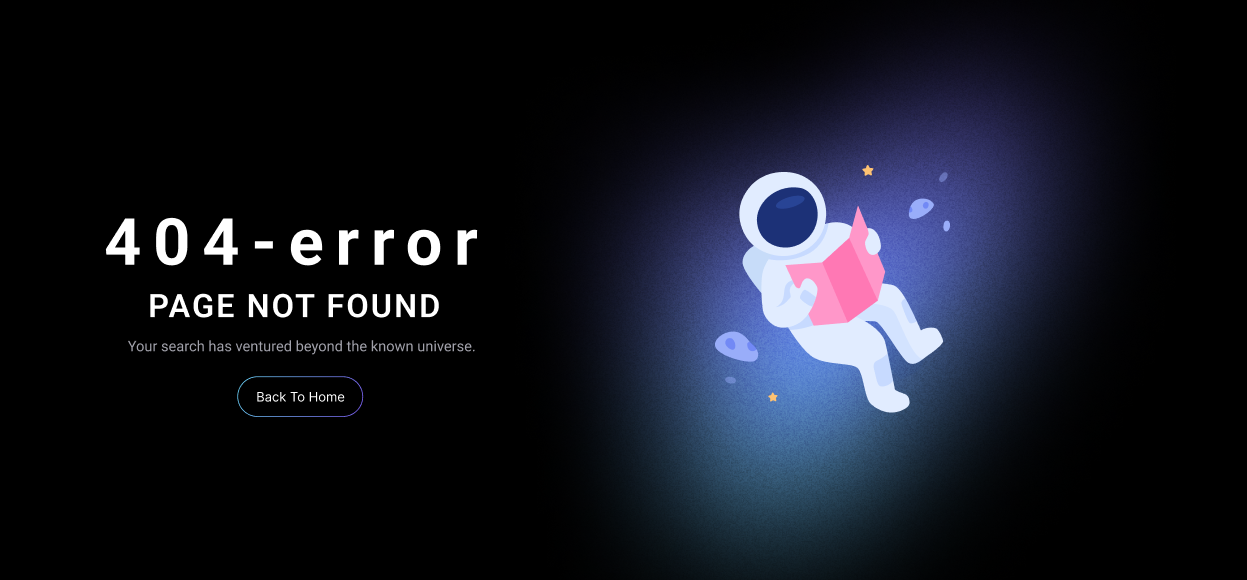 404-error
PAGE NOT FOUND
Your search has ventured beyond the known universe.
Back To Home